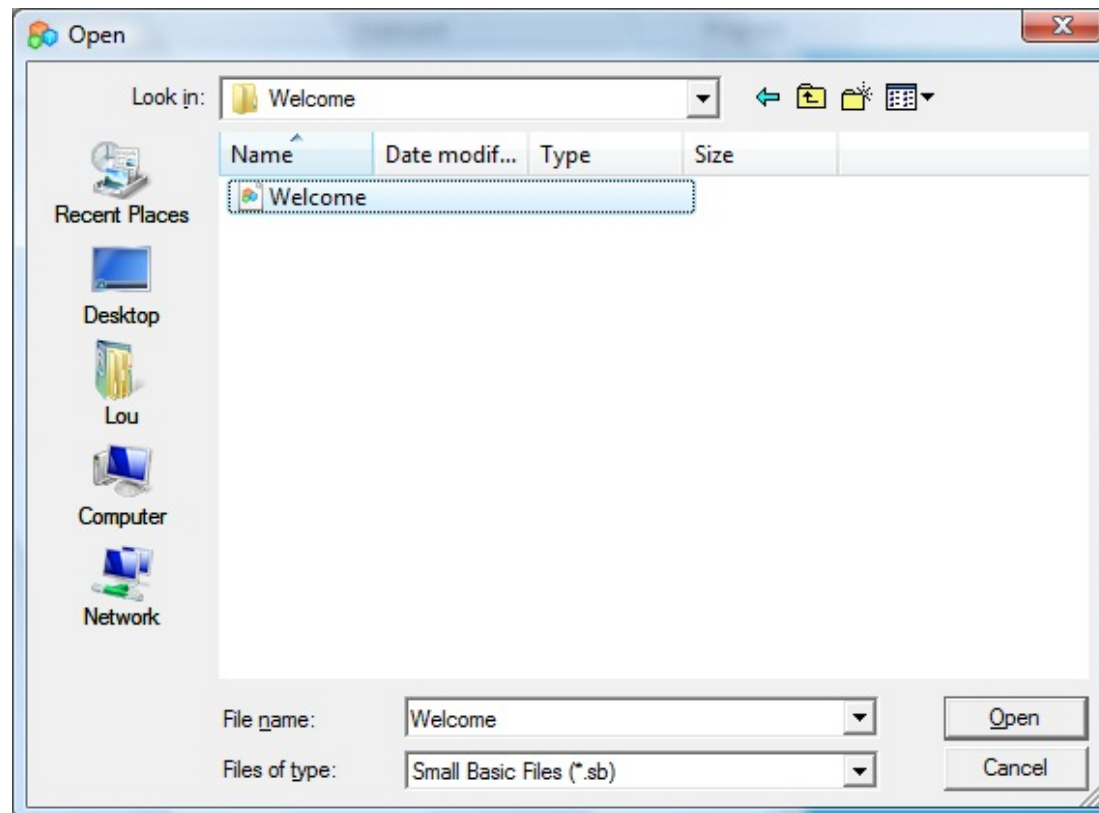 Open
Look in: Welcome
Name Date modif... Type Size
Welcome
Recent Places
Desktop
Lou
Computer
Network
File name: Welcome Open
Files of type: Small Basic Files (*.sb) Cancel